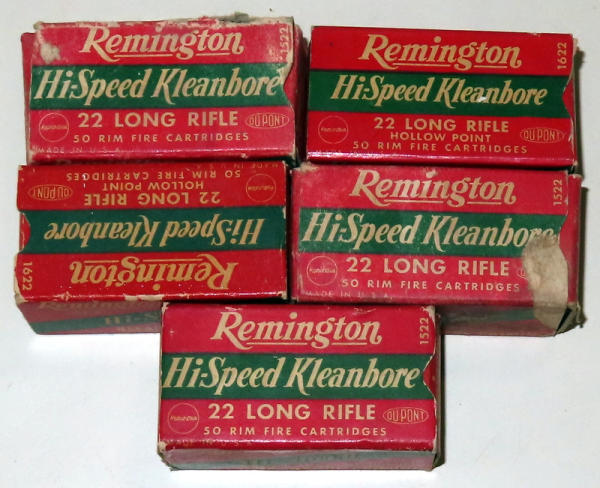 Remington
Hi-Speed Kleanbore
22 LONG RIFLE
50 RIM FIRE CARTRIDGES
MADE IN U.S.
DU PONT
1522
Remington
Hi-Speed Kleanbore
22 LONG RIFLE
HOLLOW POINT
50 RIM FIRE CARTRIDGES
DU PONT
1622
Remington
Hi-Speed Kleanbore
22 LONG RIFLE
HOLLOW POINT
50 RIM FIRE CARTRIDGES
DU PONT
1622
Remington
Hi-Speed Kleanbore
22 LONG RIFLE
50 RIM FIRE CARTRIDGES
MADE IN U.S.A.
1522
Remington
Hi-Speed Kleanbore
22 LONG RIFLE
50 RIM FIRE CARTRIDGES
DU PONT
1522